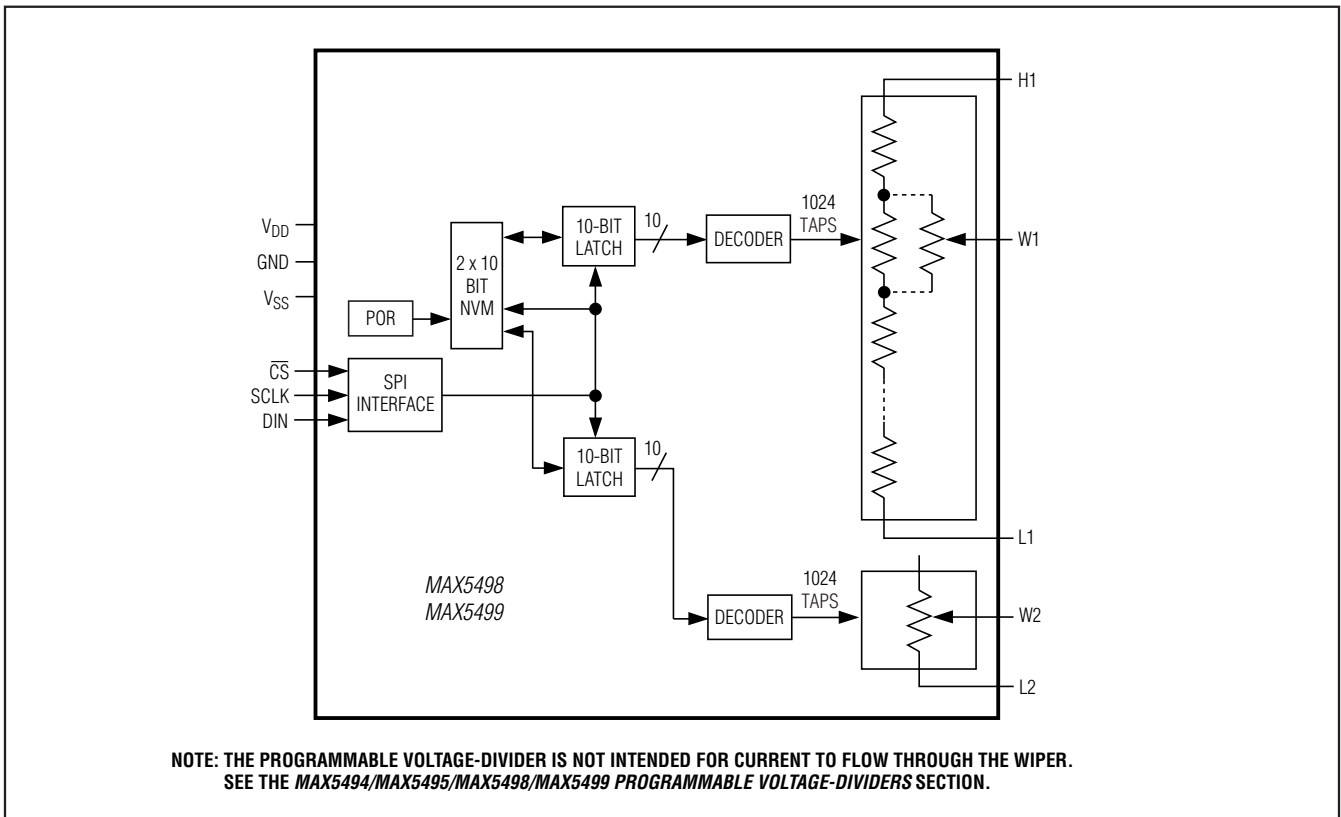 H1
1024
TAPS
10-BIT
LATCH
10
DECODER
W1
V_DD
GND
V_SS
2 x 10
BIT
NVM
POR
C̅S̅
SCLK
DIN
SPI
INTERFACE
10-BIT
LATCH
10
L1
MAX5498
MAX5499
DECODER
1024
TAPS
W2
L2
NOTE: THE PROGRAMMABLE VOLTAGE-DIVIDER IS NOT INTENDED FOR CURRENT TO FLOW THROUGH THE WIPER.
SEE THE MAX5494/MAX5495/MAX5498/MAX5499 PROGRAMMABLE VOLTAGE-DIVIDERS SECTION.